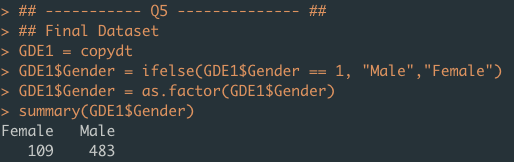 > ## ----------- Q5 -------------- ##
> ## Final Dataset
> GDE1 = copydt
> GDE1$Gender = ifelse(GDE1$Gender == 1, "Male","Female")
> GDE1$Gender = as.factor(GDE1$Gender)
> summary(GDE1$Gender)
Female   Male
   109    483